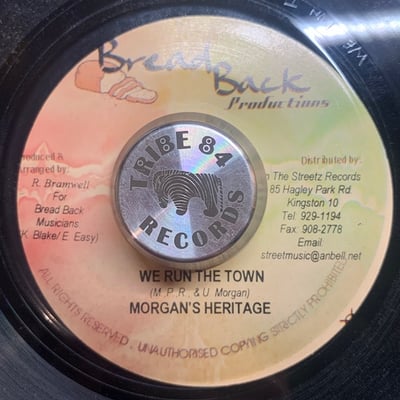 Bread Back
Productions
roduced &
rranged by:
R. Bramwell
For
Bread Back
Musicians
K. Blake/ E. Easy)
Distributed by:
n The Streetz Records
85 Hagley Park Rd.
Kingston 10
Tel. 929-1194
Fax. 908-2778
Email.
streetmusic@anbell.net
TRIBE 84
RECORDS
WE RUN THE TOWN
(M., P., R., & U. Morgan)
MORGAN'S HERITAGE
ALL RIGHTS RESERVED. UNAUTHORISED COPYING STRICTLY PROHIBITED